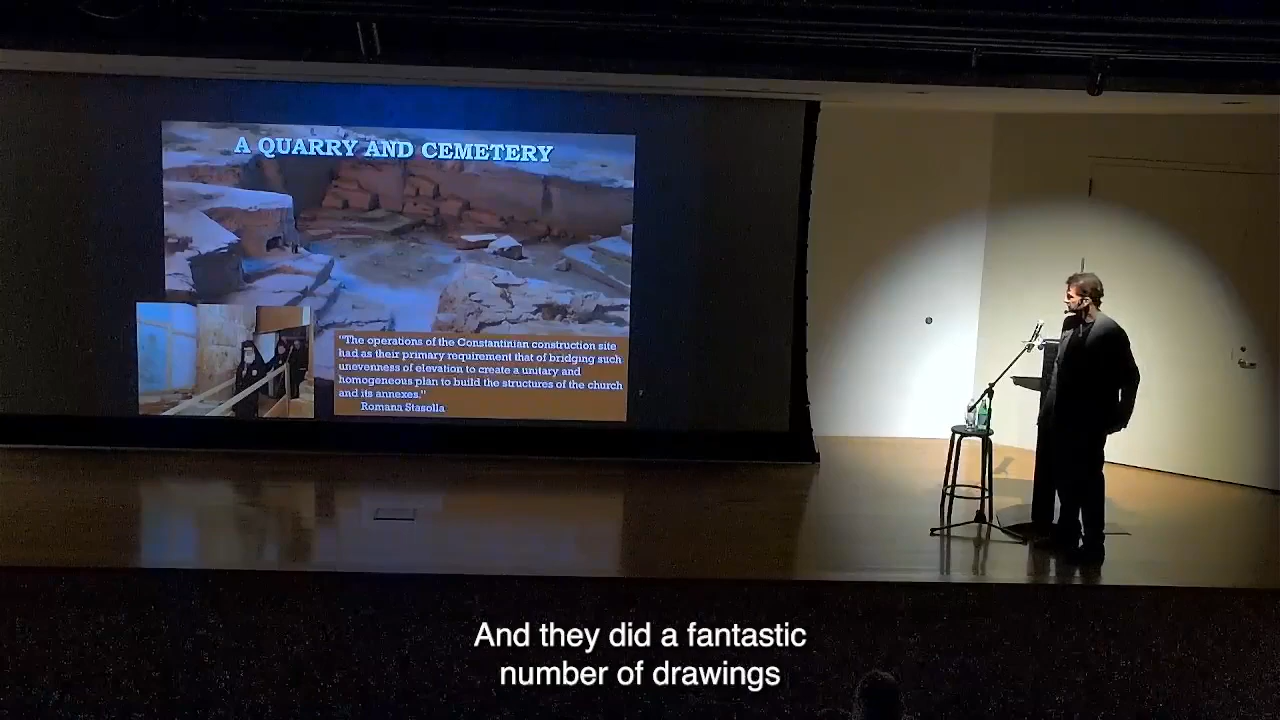 A QUARRY AND CEMETERY
"The operations of the Constantinian construction site
had as their primary requirement that of bridging such
unevenness of elevation to create a unitary and
homogeneous plan to build the structures of the church
and its annexes."
Romana Stasolla
And they did a fantastic
number of drawings